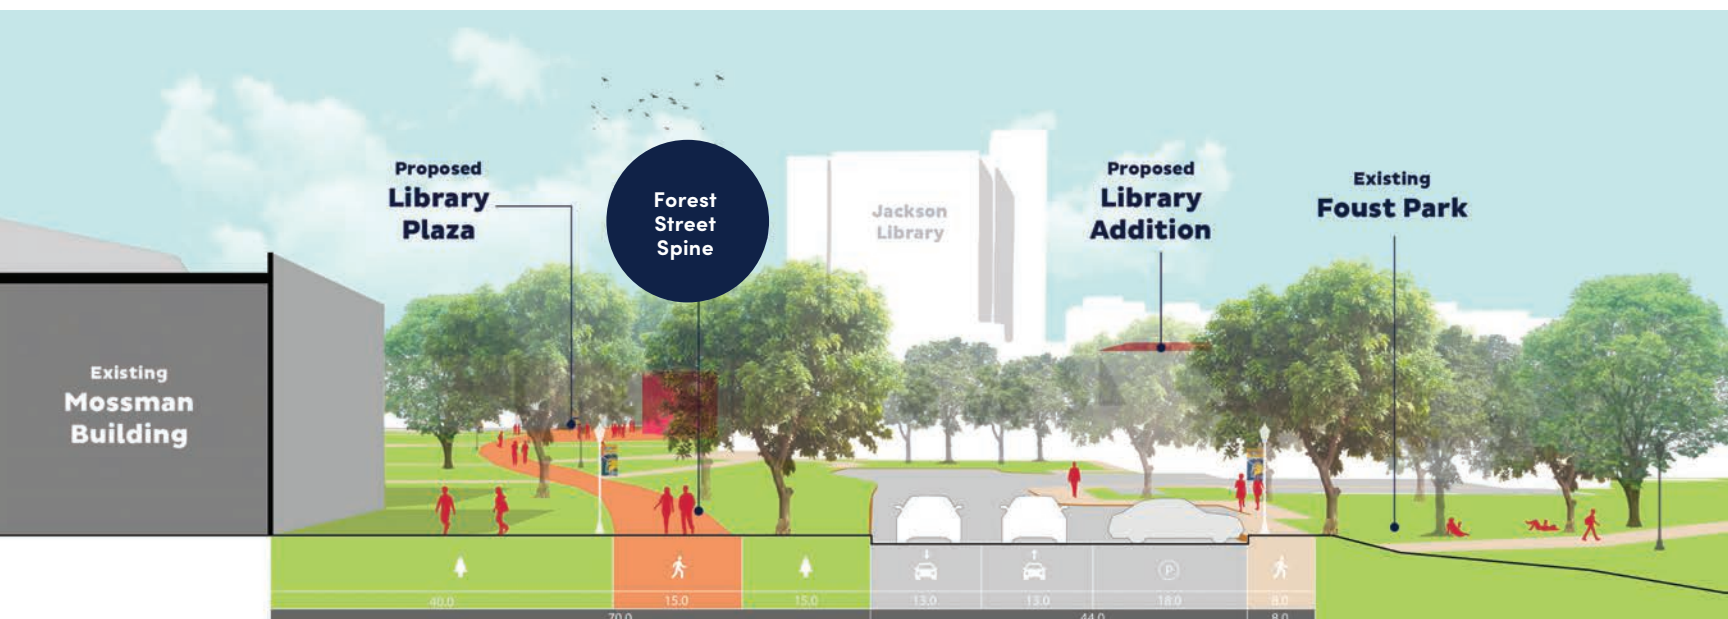 Proposed
Library
Plaza
Forest
Street
Spine
Jackson
Library
Proposed
Library
Addition
Existing
Foust Park
Existing
Mossman
Building
P
40.0
15.0
15.0
13.0
13.0
18.0
8.0
70.0
44.0
8.0